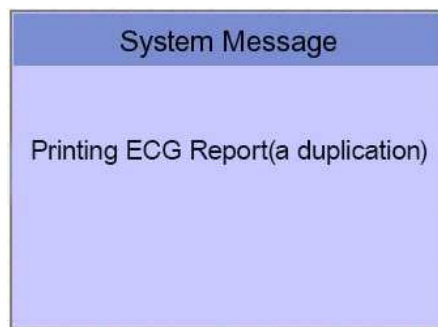 System Message
Printing ECG Report(a duplication)